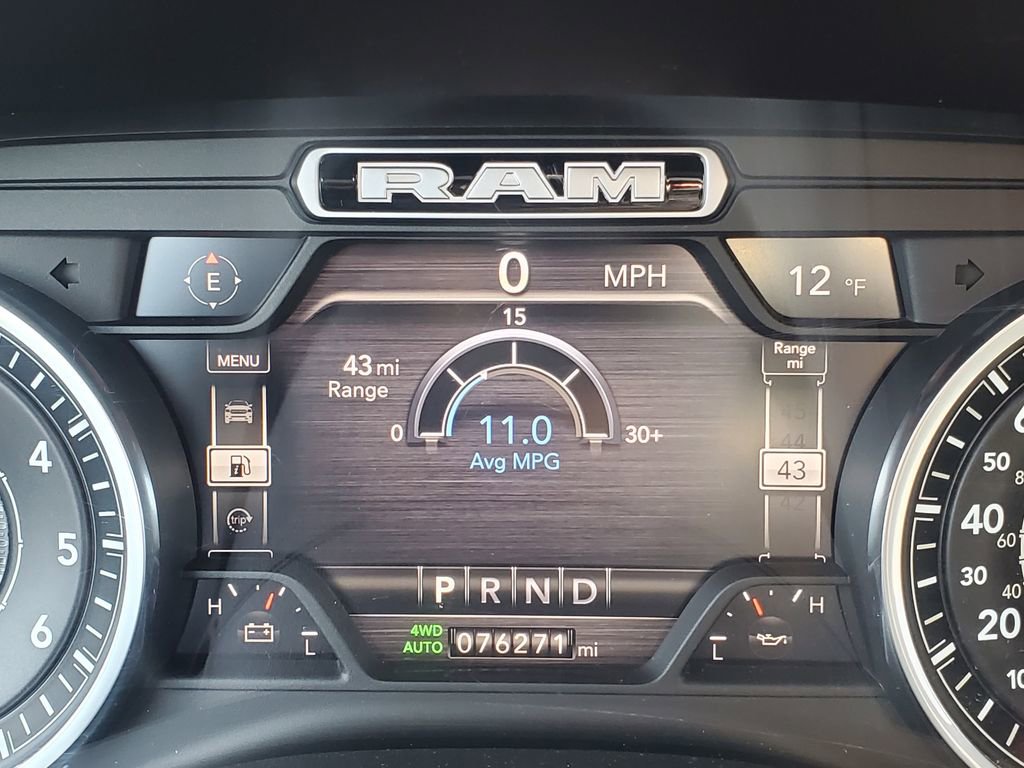 RAM
E
0 MPH
12 °F
15
MENU
43 mi
Range
Range
mi
0
11.0
30+
Avg MPG
45
44
43
42
trip
P R N D
H
L
4WD
AUTO
076271 mi
L
H
4
5
6
50
40
60
30
40
20
10